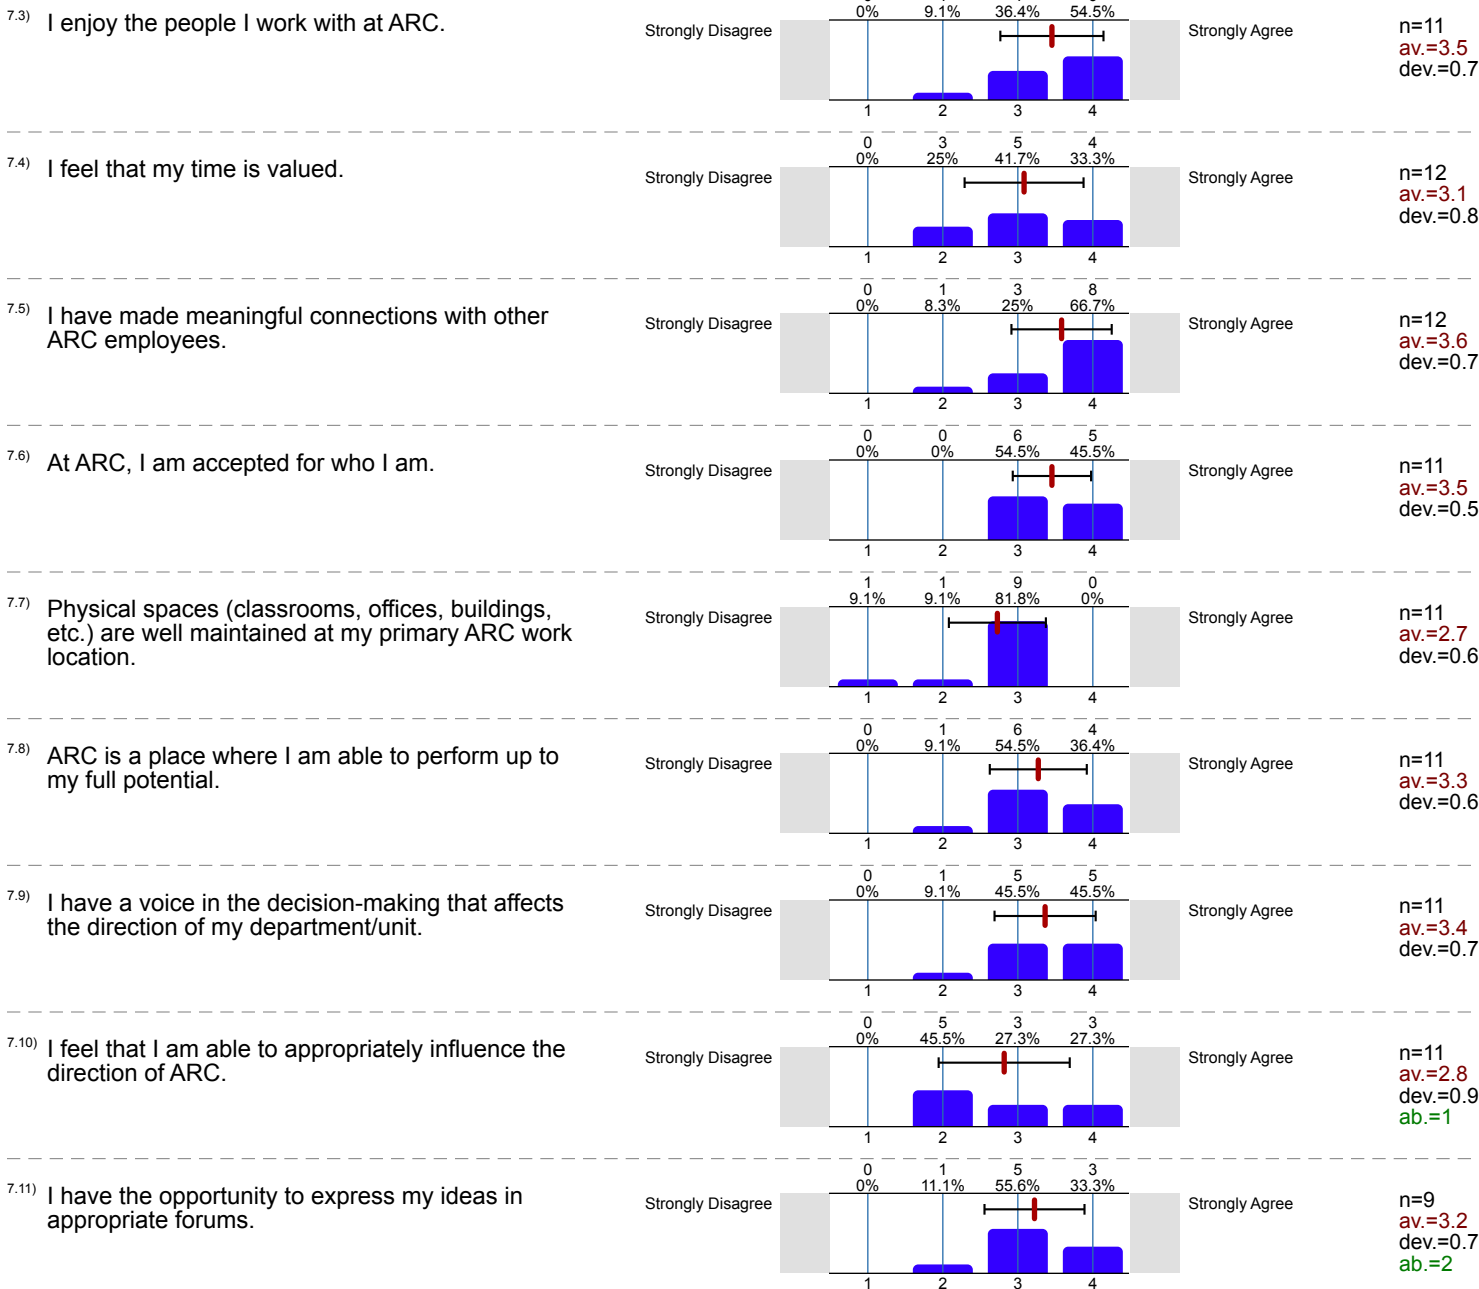 0% 9.1% 36.4% 54.5%
7.3) I enjoy the people I work with at ARC.
Strongly Disagree
Strongly Agree
n=11
av.=3.5
dev.=0.7
1 2 3 4
0 3 5 4
0% 25% 41.7% 33.3%
7.4) I feel that my time is valued.
Strongly Disagree
Strongly Agree
n=12
av.=3.1
dev.=0.8
1 2 3 4
0 1 3 8
0% 8.3% 25% 66.7%
7.5) I have made meaningful connections with other
ARC employees.
Strongly Disagree
Strongly Agree
n=12
av.=3.6
dev.=0.7
1 2 3 4
0 0 6 5
0% 0% 54.5% 45.5%
7.6) At ARC, I am accepted for who I am.
Strongly Disagree
Strongly Agree
n=11
av.=3.5
dev.=0.5
1 2 3 4
1 1 9 0
9.1% 9.1% 81.8% 0%
7.7) Physical spaces (classrooms, offices, buildings,
etc.) are well maintained at my primary ARC work
location.
Strongly Disagree
Strongly Agree
n=11
av.=2.7
dev.=0.6
1 2 3 4
0 1 6 4
0% 9.1% 54.5% 36.4%
7.8) ARC is a place where I am able to perform up to
my full potential.
Strongly Disagree
Strongly Agree
n=11
av.=3.3
dev.=0.6
1 2 3 4
0 1 5 5
0% 9.1% 45.5% 45.5%
7.9) I have a voice in the decision-making that affects
the direction of my department/unit.
Strongly Disagree
Strongly Agree
n=11
av.=3.4
dev.=0.7
1 2 3 4
0 5 3 3
0% 45.5% 27.3% 27.3%
7.10) I feel that I am able to appropriately influence the
direction of ARC.
Strongly Disagree
Strongly Agree
n=11
av.=2.8
dev.=0.9
ab.=1
1 2 3 4
0 1 5 3
0% 11.1% 55.6% 33.3%
7.11) I have the opportunity to express my ideas in
appropriate forums.
Strongly Disagree
Strongly Agree
n=9
av.=3.2
dev.=0.7
ab.=2
1 2 3 4